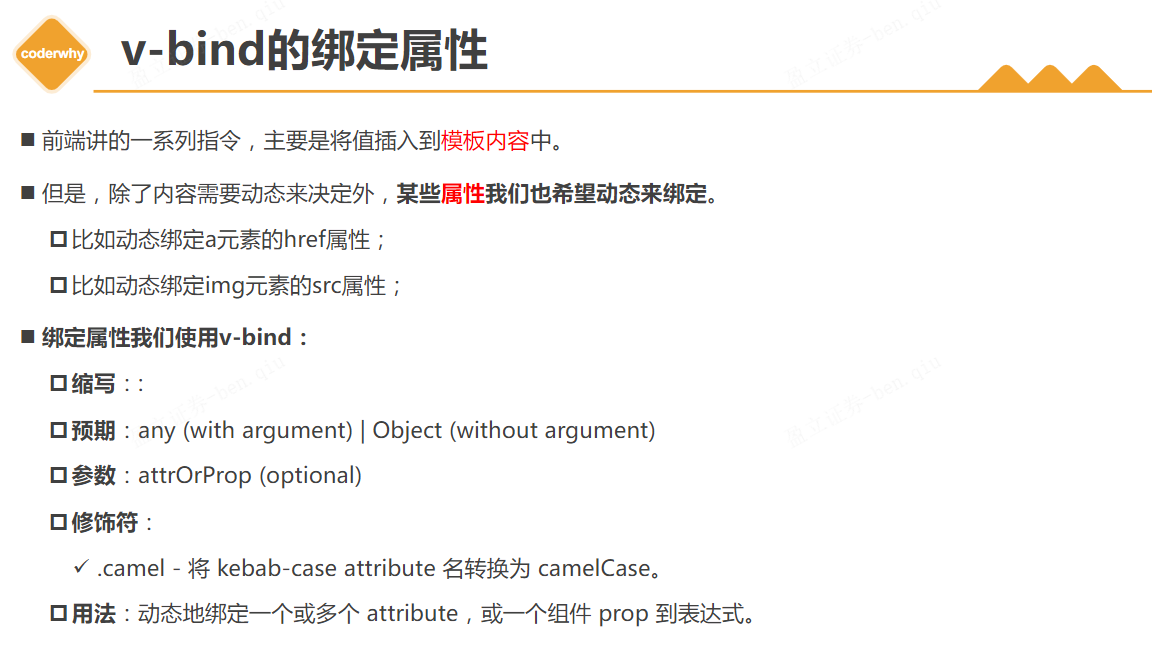 coderwhy
v-bind的绑定属性
前端讲的一系列指令，主要是将值插入到模板内容中。
但是，除了内容需要动态来决定外，某些属性我们也希望动态来绑定。
比如动态绑定a元素的href属性；
比如动态绑定img元素的src属性；
绑定属性我们使用v-bind：
缩写：:
预期：any (with argument) | Object (without argument)
参数：attrOrProp (optional)
修饰符：
✓ .camel - 将 kebab-case attribute 名转换为 camelCase。
用法：动态地绑定一个或多个 attribute，或一个组件 prop 到表达式。